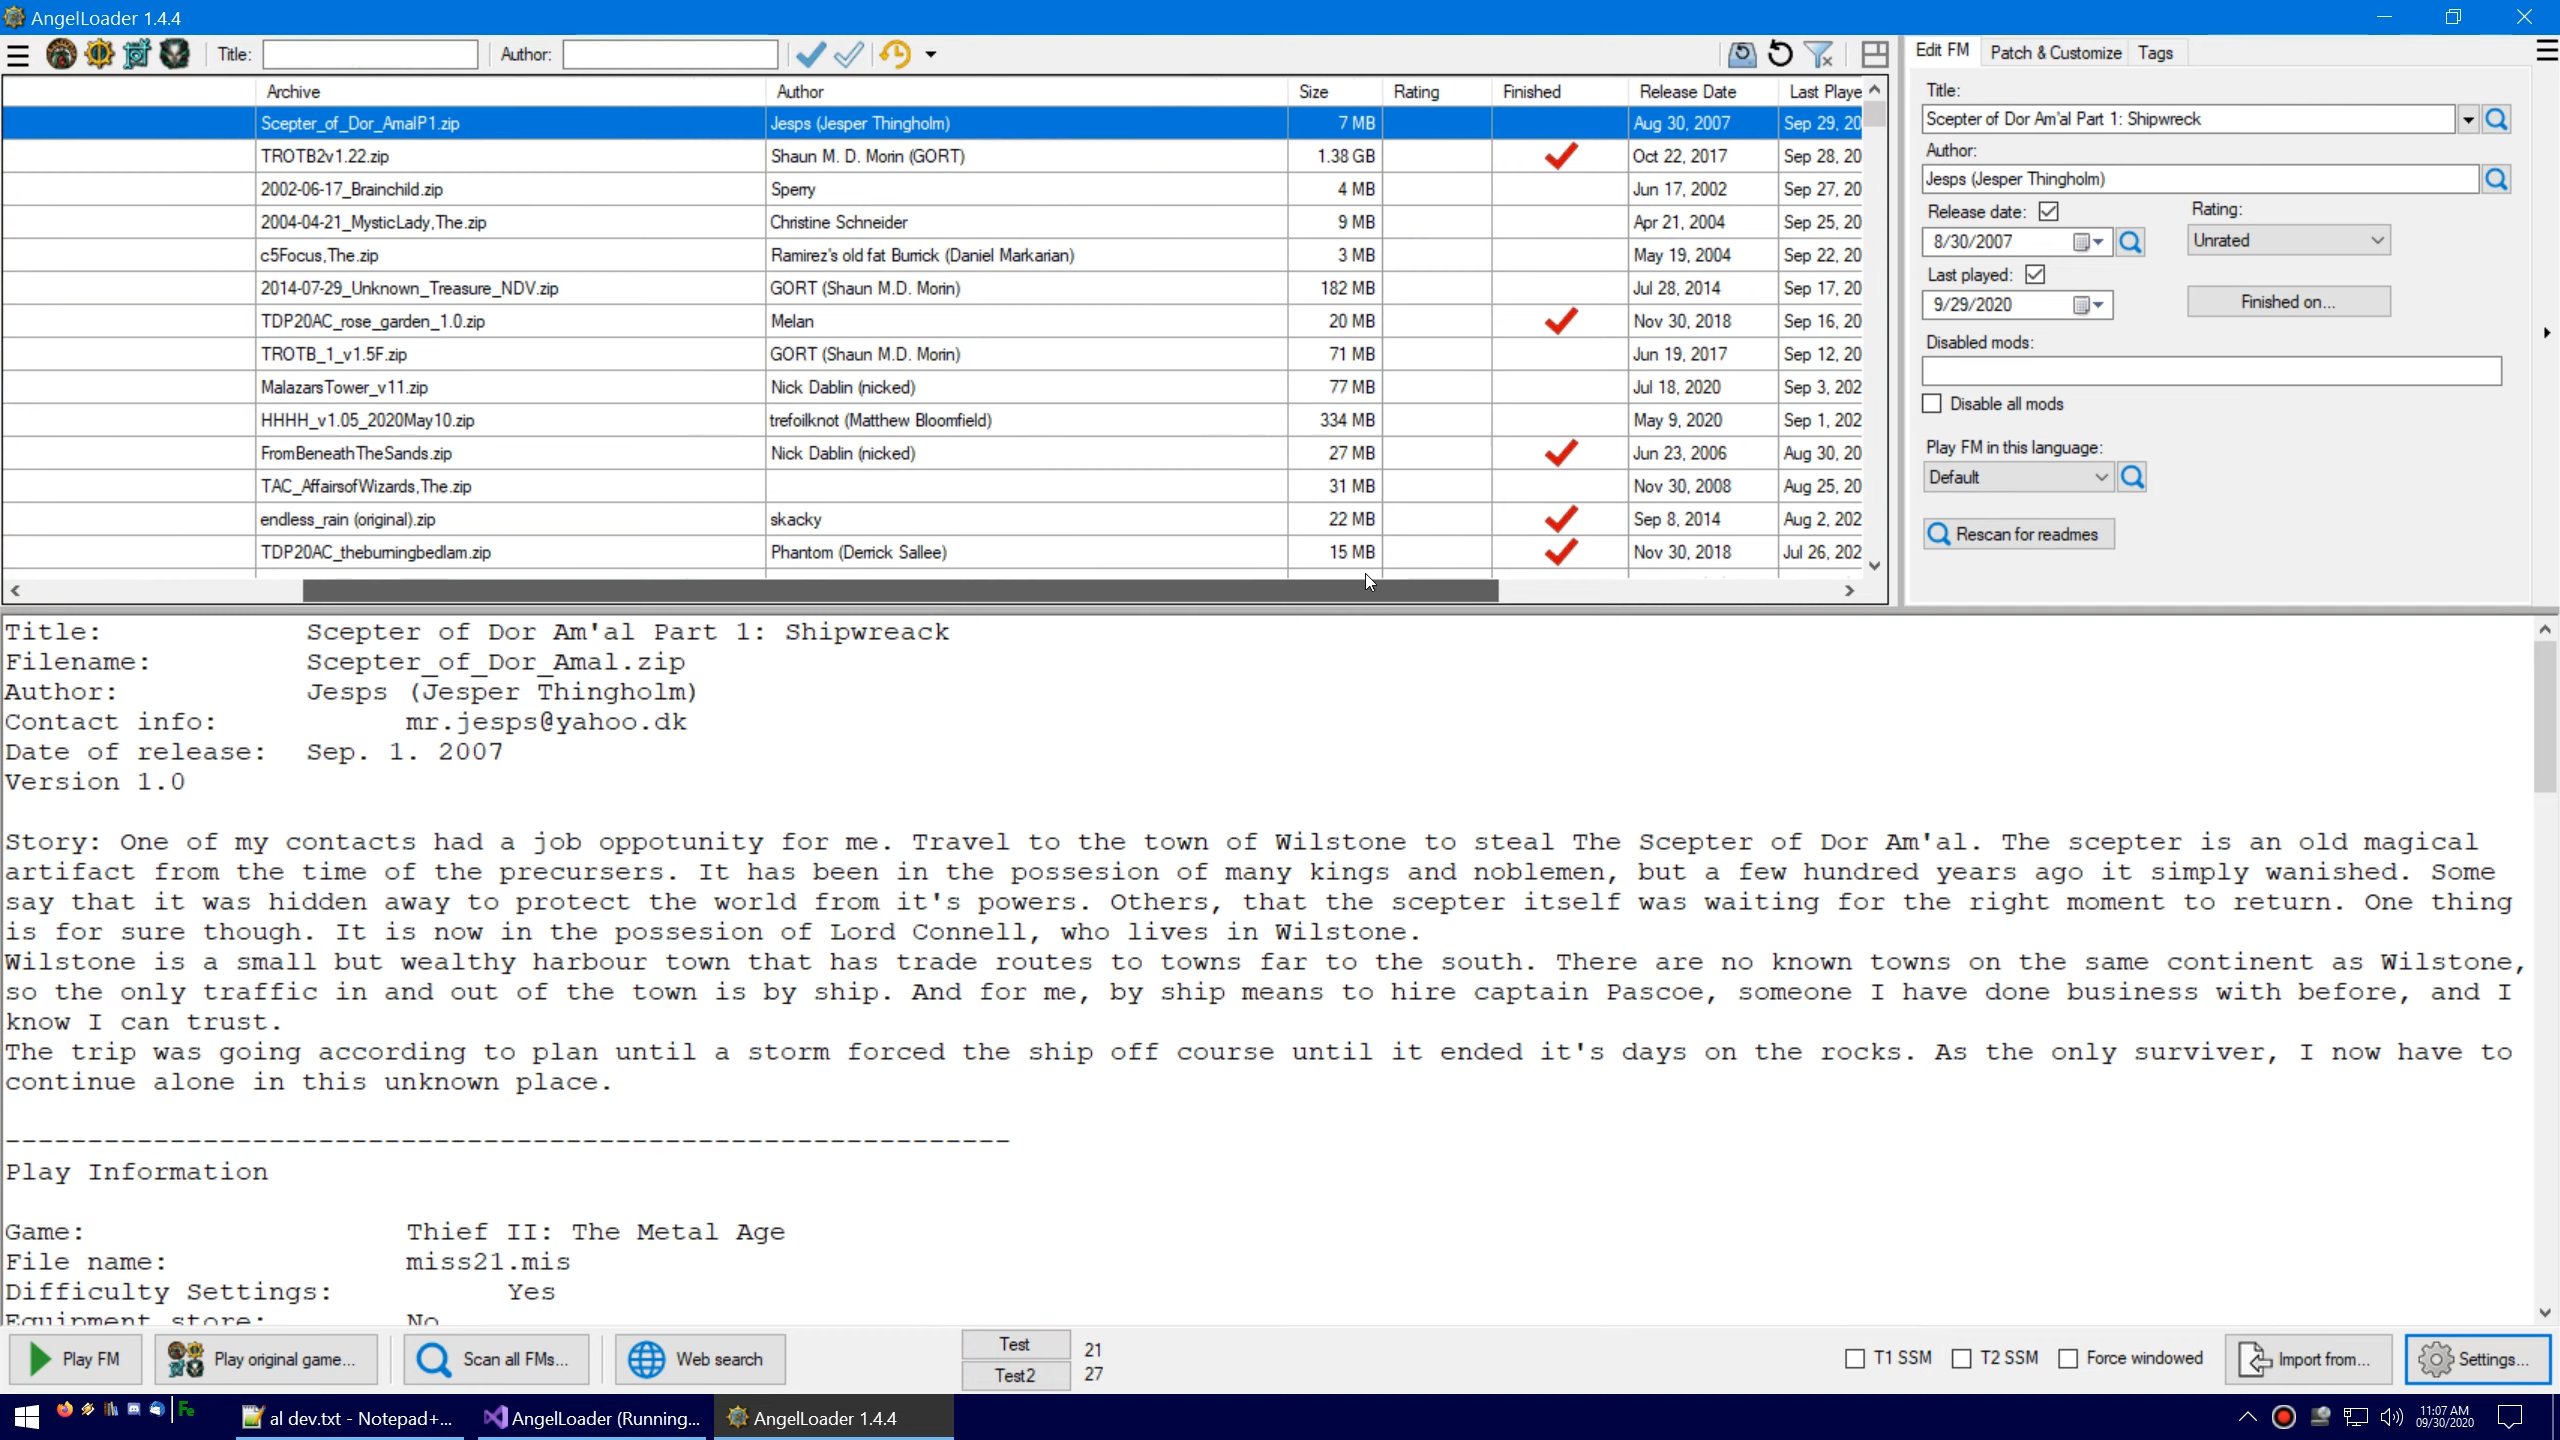 AngelLoader 1.4.4
Title: Author:
Archive Author Size Rating Finished Release Date Last Playe
Scepter_of_Dor_AmalP1.zip Jesps (Jesper Thingholm) 7 MB Aug 30, 2007 Sep 29, 20
TROTB2v1.22.zip Shaun M. D. Morin (GORT) 1.38 GB Oct 22, 2017 Sep 28, 20
2002-06-17_Brainchild.zip Sperry 4 MB Jun 17, 2002 Sep 27, 20
2004-04-21_MysticLady,The.zip Christine Schneider 9 MB Apr 21, 2004 Sep 25, 20
c5Focus,The.zip Ramirez's old fat Burrick (Daniel Markarian) 3 MB May 19, 2004 Sep 22, 20
2014-07-29_Unknown_Treasure_NDV.zip GORT (Shaun M.D. Morin) 182 MB Jul 28, 2014 Sep 17, 20
TDP20AC_rose_garden_1.0.zip Melan 20 MB Nov 30, 2018 Sep 16, 20
TROTB_1_v1.5F.zip GORT (Shaun M.D. Morin) 71 MB Jun 19, 2017 Sep 12, 20
MalazarsTower_v11.zip Nick Dablin (nicked) 77 MB Jul 18, 2020 Sep 3, 202
HHHH_v1.05_2020May10.zip trefoilknot (Matthew Bloomfield) 334 MB May 9, 2020 Sep 1, 202
FromBeneathTheSands.zip Nick Dablin (nicked) 27 MB Jun 23, 2006 Aug 30, 20
TAC_AffairsofWizards,The.zip 31 MB Nov 30, 2008 Aug 25, 20
endless_rain (original).zip skacky 22 MB Sep 8, 2014 Aug 2, 202
TDP20AC_theburningbedlam.zip Phantom (Derrick Sallee) 15 MB Nov 30, 2018 Jul 26, 202
Edit FM Patch & Customize Tags
Title:
Scepter of Dor Am'al Part 1: Shipwreck
Author:
Jesps (Jesper Thingholm)
Release date: Rating:
8/30/2007 Unrated
Last played:
9/29/2020 Finished on...
Disabled mods:
Disable all mods
Play FM in this language:
Default
Rescan for readmes
Title: Scepter of Dor Am'al Part 1: Shipwreack
Filename: Scepter_of_Dor_Amal.zip
Author: Jesps (Jesper Thingholm)
Contact info: mr.jesps@yahoo.dk
Date of release: Sep. 1. 2007
Version 1.0
Story: One of my contacts had a job oppotunity for me. Travel to the town of Wilstone to steal The Scepter of Dor Am'al. The scepter is an old magical
artifact from the time of the precursers. It has been in the possesion of many kings and noblemen, but a few hundred years ago it simply wanished. Some
say that it was hidden away to protect the world from it's powers. Others, that the scepter itself was waiting for the right moment to return. One thing
is for sure though. It is now in the possesion of Lord Connell, who lives in Wilstone.
Wilstone is a small but wealthy harbour town that has trade routes to towns far to the south. There are no known towns on the same continent as Wilstone,
so the only traffic in and out of the town is by ship. And for me, by ship means to hire captain Pascoe, someone I have done business with before, and I
know I can trust.
The trip was going according to plan until a storm forced the ship off course until it ended it's days on the rocks. As the only surviver, I now have to
continue alone in this unknown place.
-------------------------------------------------------------
Play Information
Game: Thief II: The Metal Age
File name: miss21.mis
Difficulty Settings: Yes
Equipment store: No
Play FM Play original game... Scan all FMs... Web search Test 21
Test2 27
T1 SSM T2 SSM Force windowed Import from... Settings...
al dev.txt - Notepad+... AngelLoader (Running... AngelLoader 1.4.4 11:07 AM
09/30/2020